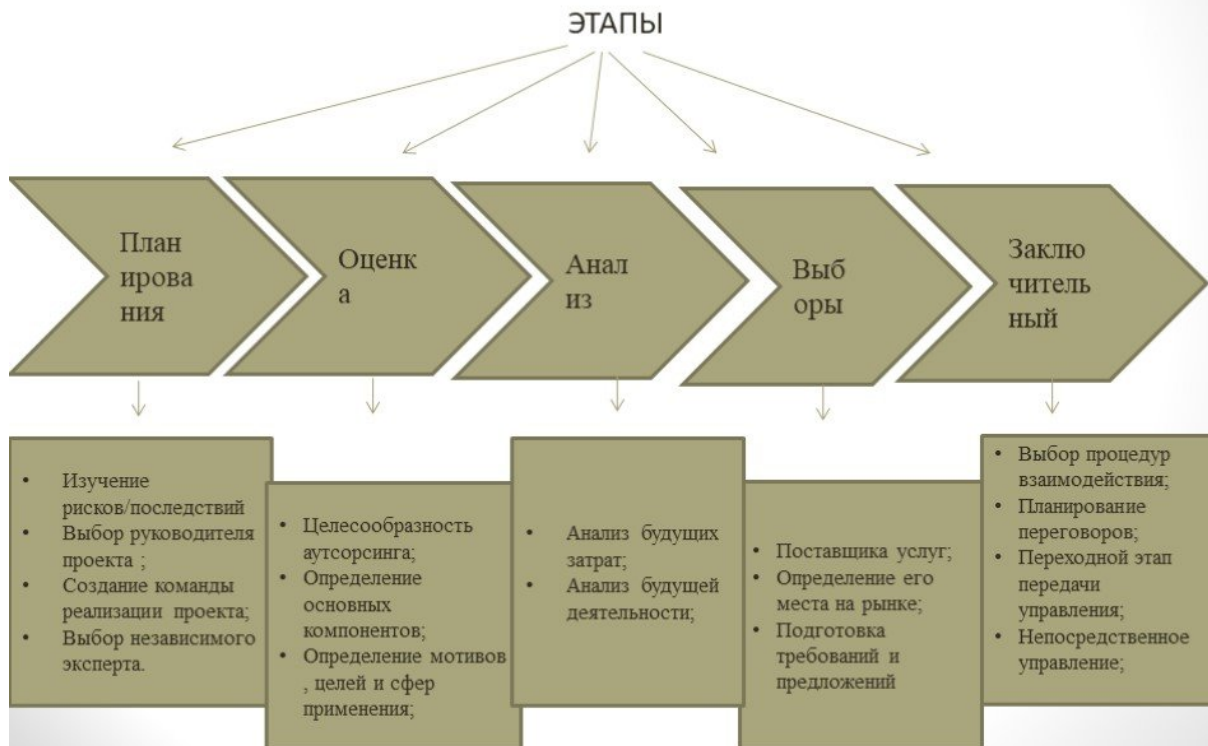 ЭТАПЫ
План
ирова
ния
Оценк
а
Анал
из
Выб
оры
Заклю
читель
ный
• Изучение
рисков/последствий
• Выбор руководителя
проекта ;
• Создание команды
реализации проекта;
• Выбор независимого
эксперта.
• Целесообразность
аутсорсинга;
• Определение
основных
компонентов;
• Определение мотивов
, целей и сфер
применения;
• Анализ будущих
затрат;
• Анализ будущей
деятельности;
• Поставщика услуг;
• Определение его
места на рынке;
• Подготовка
требований и
предложений
• Выбор процедур
взаимодействия;
• Планирование
переговоров;
• Переходной этап
передачи
управления;
• Непосредственное
управление;